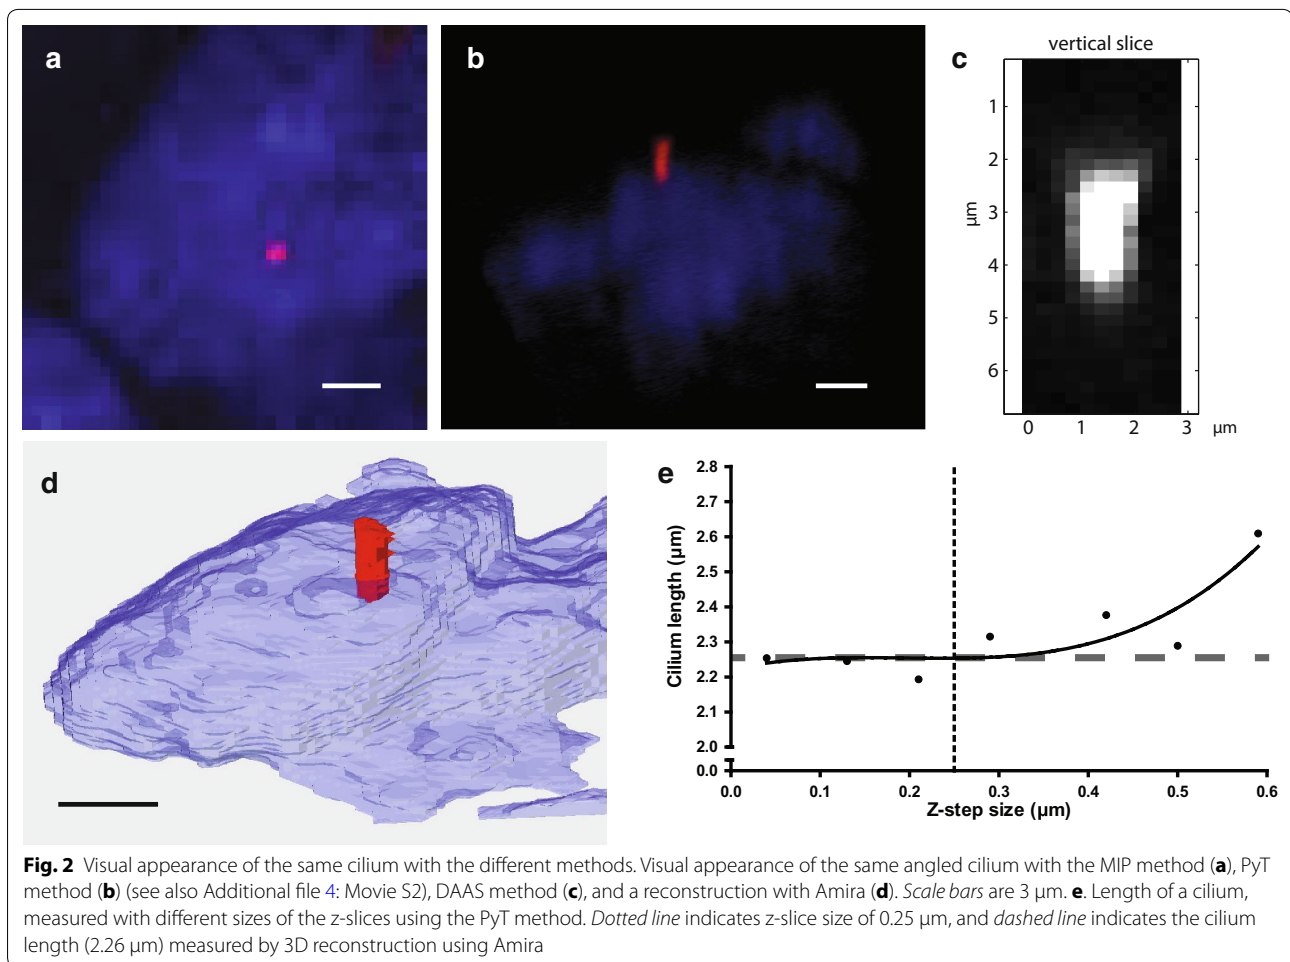 a
b
c
vertical slice
1
2
3
4
5
6
μm
0 1 2 3 μm
d
e
2.8
2.7
2.6
2.5
2.4
2.3
2.2
2.1
2.0
0.0
Cilium length (μm)
0.0 0.1 0.2 0.3 0.4 0.5 0.6
Z-step size (μm)
Fig. 2 Visual appearance of the same cilium with the different methods. Visual appearance of the same angled cilium with the MIP method (a), PyT
method (b) (see also Additional file 4: Movie S2), DAAS method (c), and a reconstruction with Amira (d). Scale bars are 3 μm. e. Length of a cilium,
measured with different sizes of the z-slices using the PyT method. Dotted line indicates z-slice size of 0.25 μm, and dashed line indicates the cilium
length (2.26 μm) measured by 3D reconstruction using Amira